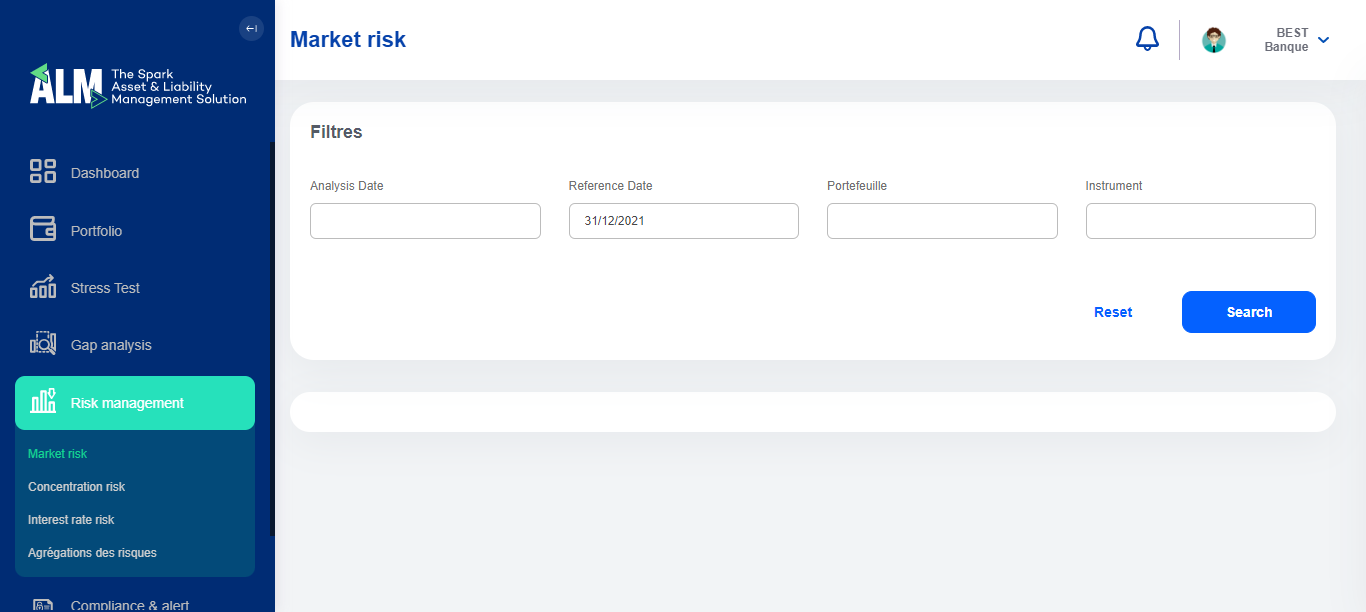 ALM
The Spark
Asset & Liability
Management Solution
Dashboard
Portfolio
Stress Test
Gap analysis
Risk management
Market risk
Concentration risk
Interest rate risk
Agrégations des risques
Compliance & alert
Market risk
BEST
Banque
Filtres
Analysis Date
Reference Date
Portefeuille
Instrument
31/12/2021
Reset
Search